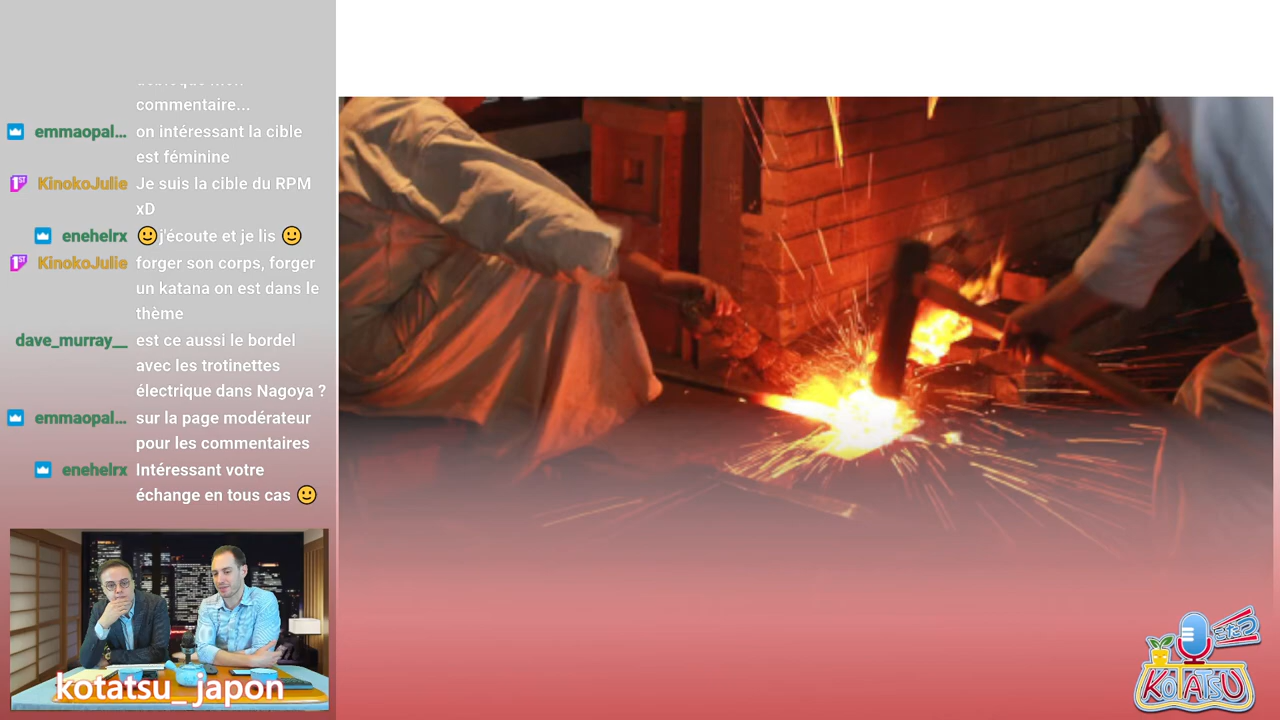 commentaire...
emmaopal... on intéressant la cible
est féminine
KinokoJulie Je suis la cible du RPM
xD
enehelrx 🙂j'écoute et je lis 🙂
KinokoJulie forger son corps, forger
un katana on est dans le
thème
dave_murray__ est ce aussi le bordel
avec les trotinettes
électrique dans Nagoya ?
emmaopal... sur la page modérateur
pour les commentaires
enehelrx Intéressant votre
échange en tous cas 🙂
kotatsu_japon
こたつ
KOTATSU